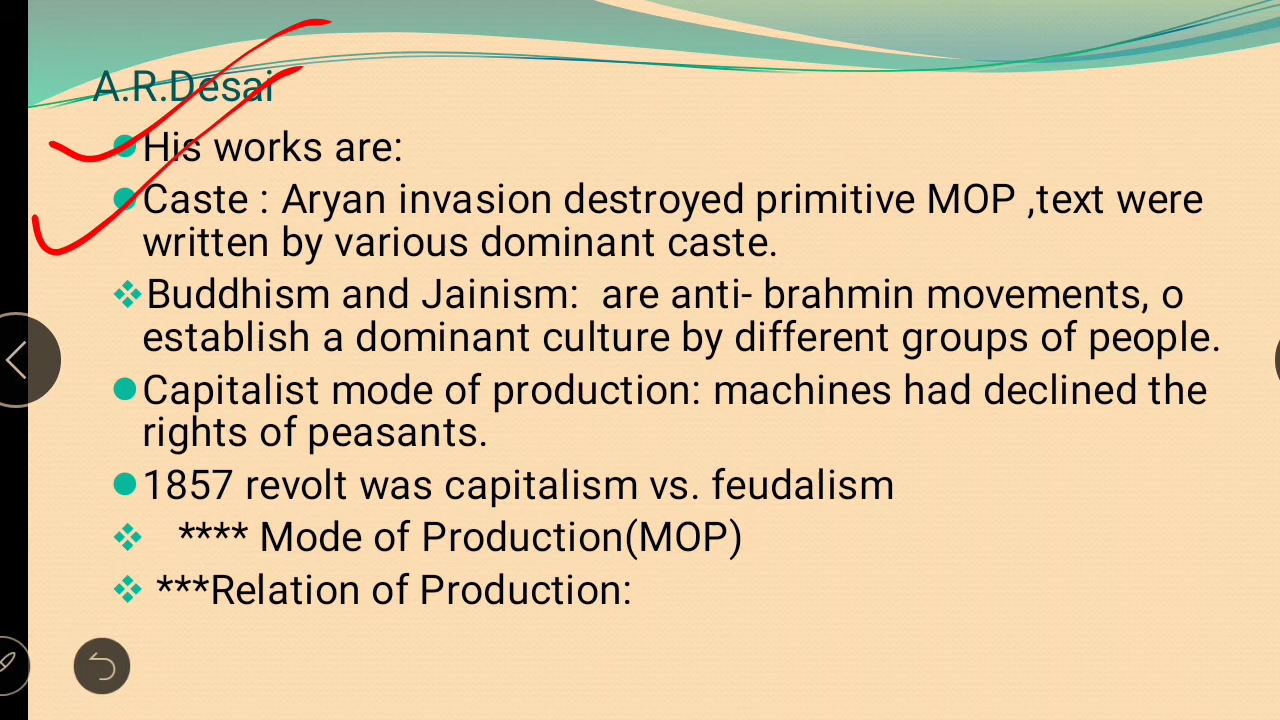 A.R.Desai
His works are:
Caste : Aryan invasion destroyed primitive MOP ,text were
written by various dominant caste.
Buddhism and Jainism:  are anti- brahmin movements, o
establish a dominant culture by different groups of people.
Capitalist mode of production: machines had declined the
rights of peasants.
1857 revolt was capitalism vs. feudalism
**** Mode of Production(MOP)
***Relation of Production: